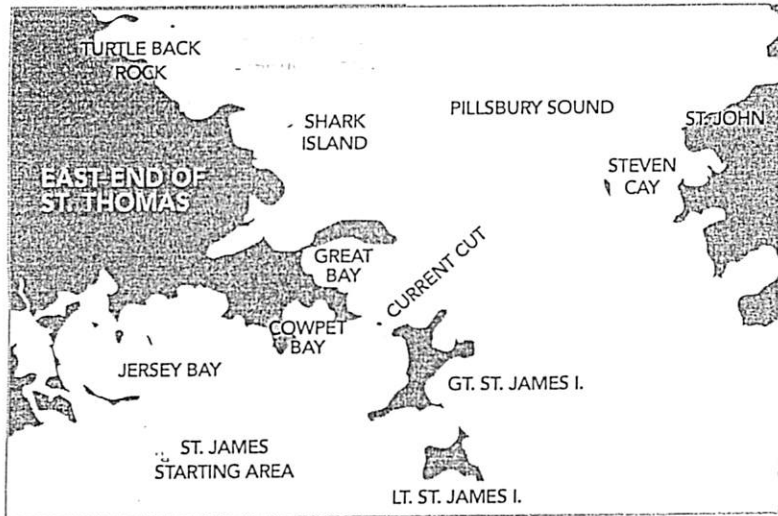 TURTLE BACK
ROCK
SHARK
ISLAND
PILLSBURY SOUND
ST. JOHN
STEVEN
CAY
EAST END OF
ST. THOMAS
GREAT
BAY
CURRENT CUT
COWPET
BAY
JERSEY BAY
GT. ST. JAMES I.
ST. JAMES
STARTING AREA
LT. ST. JAMES I.